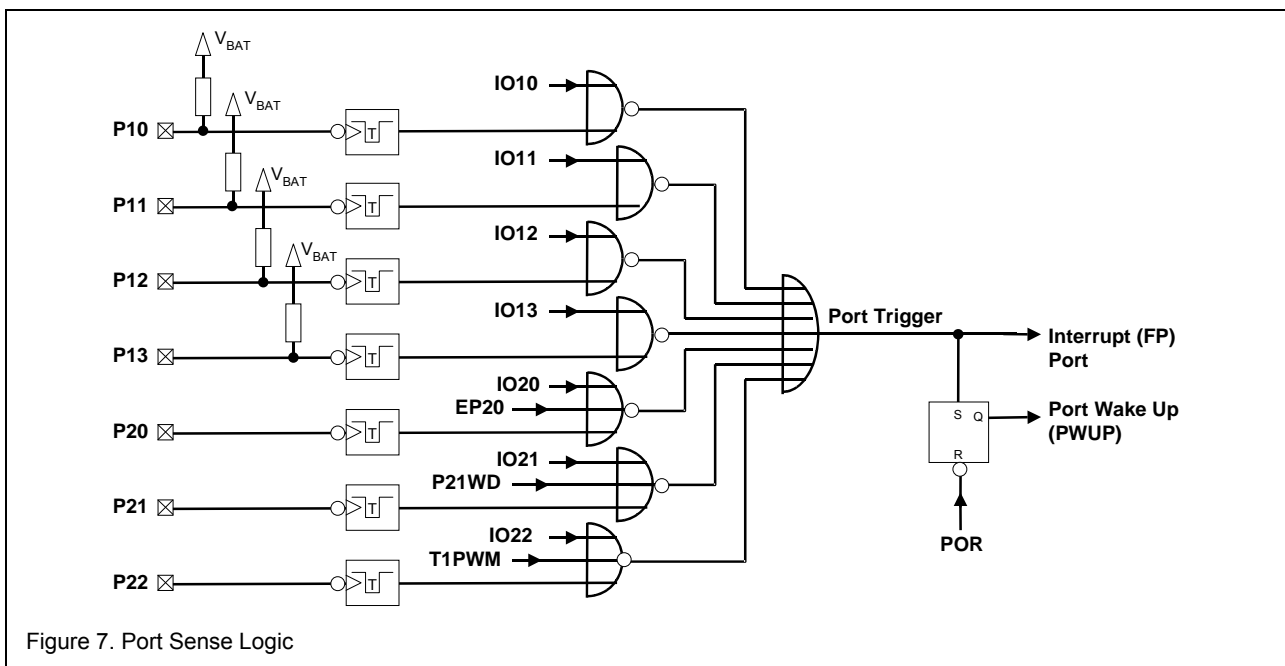 VBAT
VBAT
VBAT
VBAT
P10
P11
P12
P13
P20
P21
P22
T
T
T
T
T
T
T
IO10
IO11
IO12
IO13
IO20
EP20
IO21
P21WD
IO22
T1PWM
Port Trigger
Interrupt (FP)
Port
S Q
R
Port Wake Up
(PWUP)
POR
Figure 7. Port Sense Logic